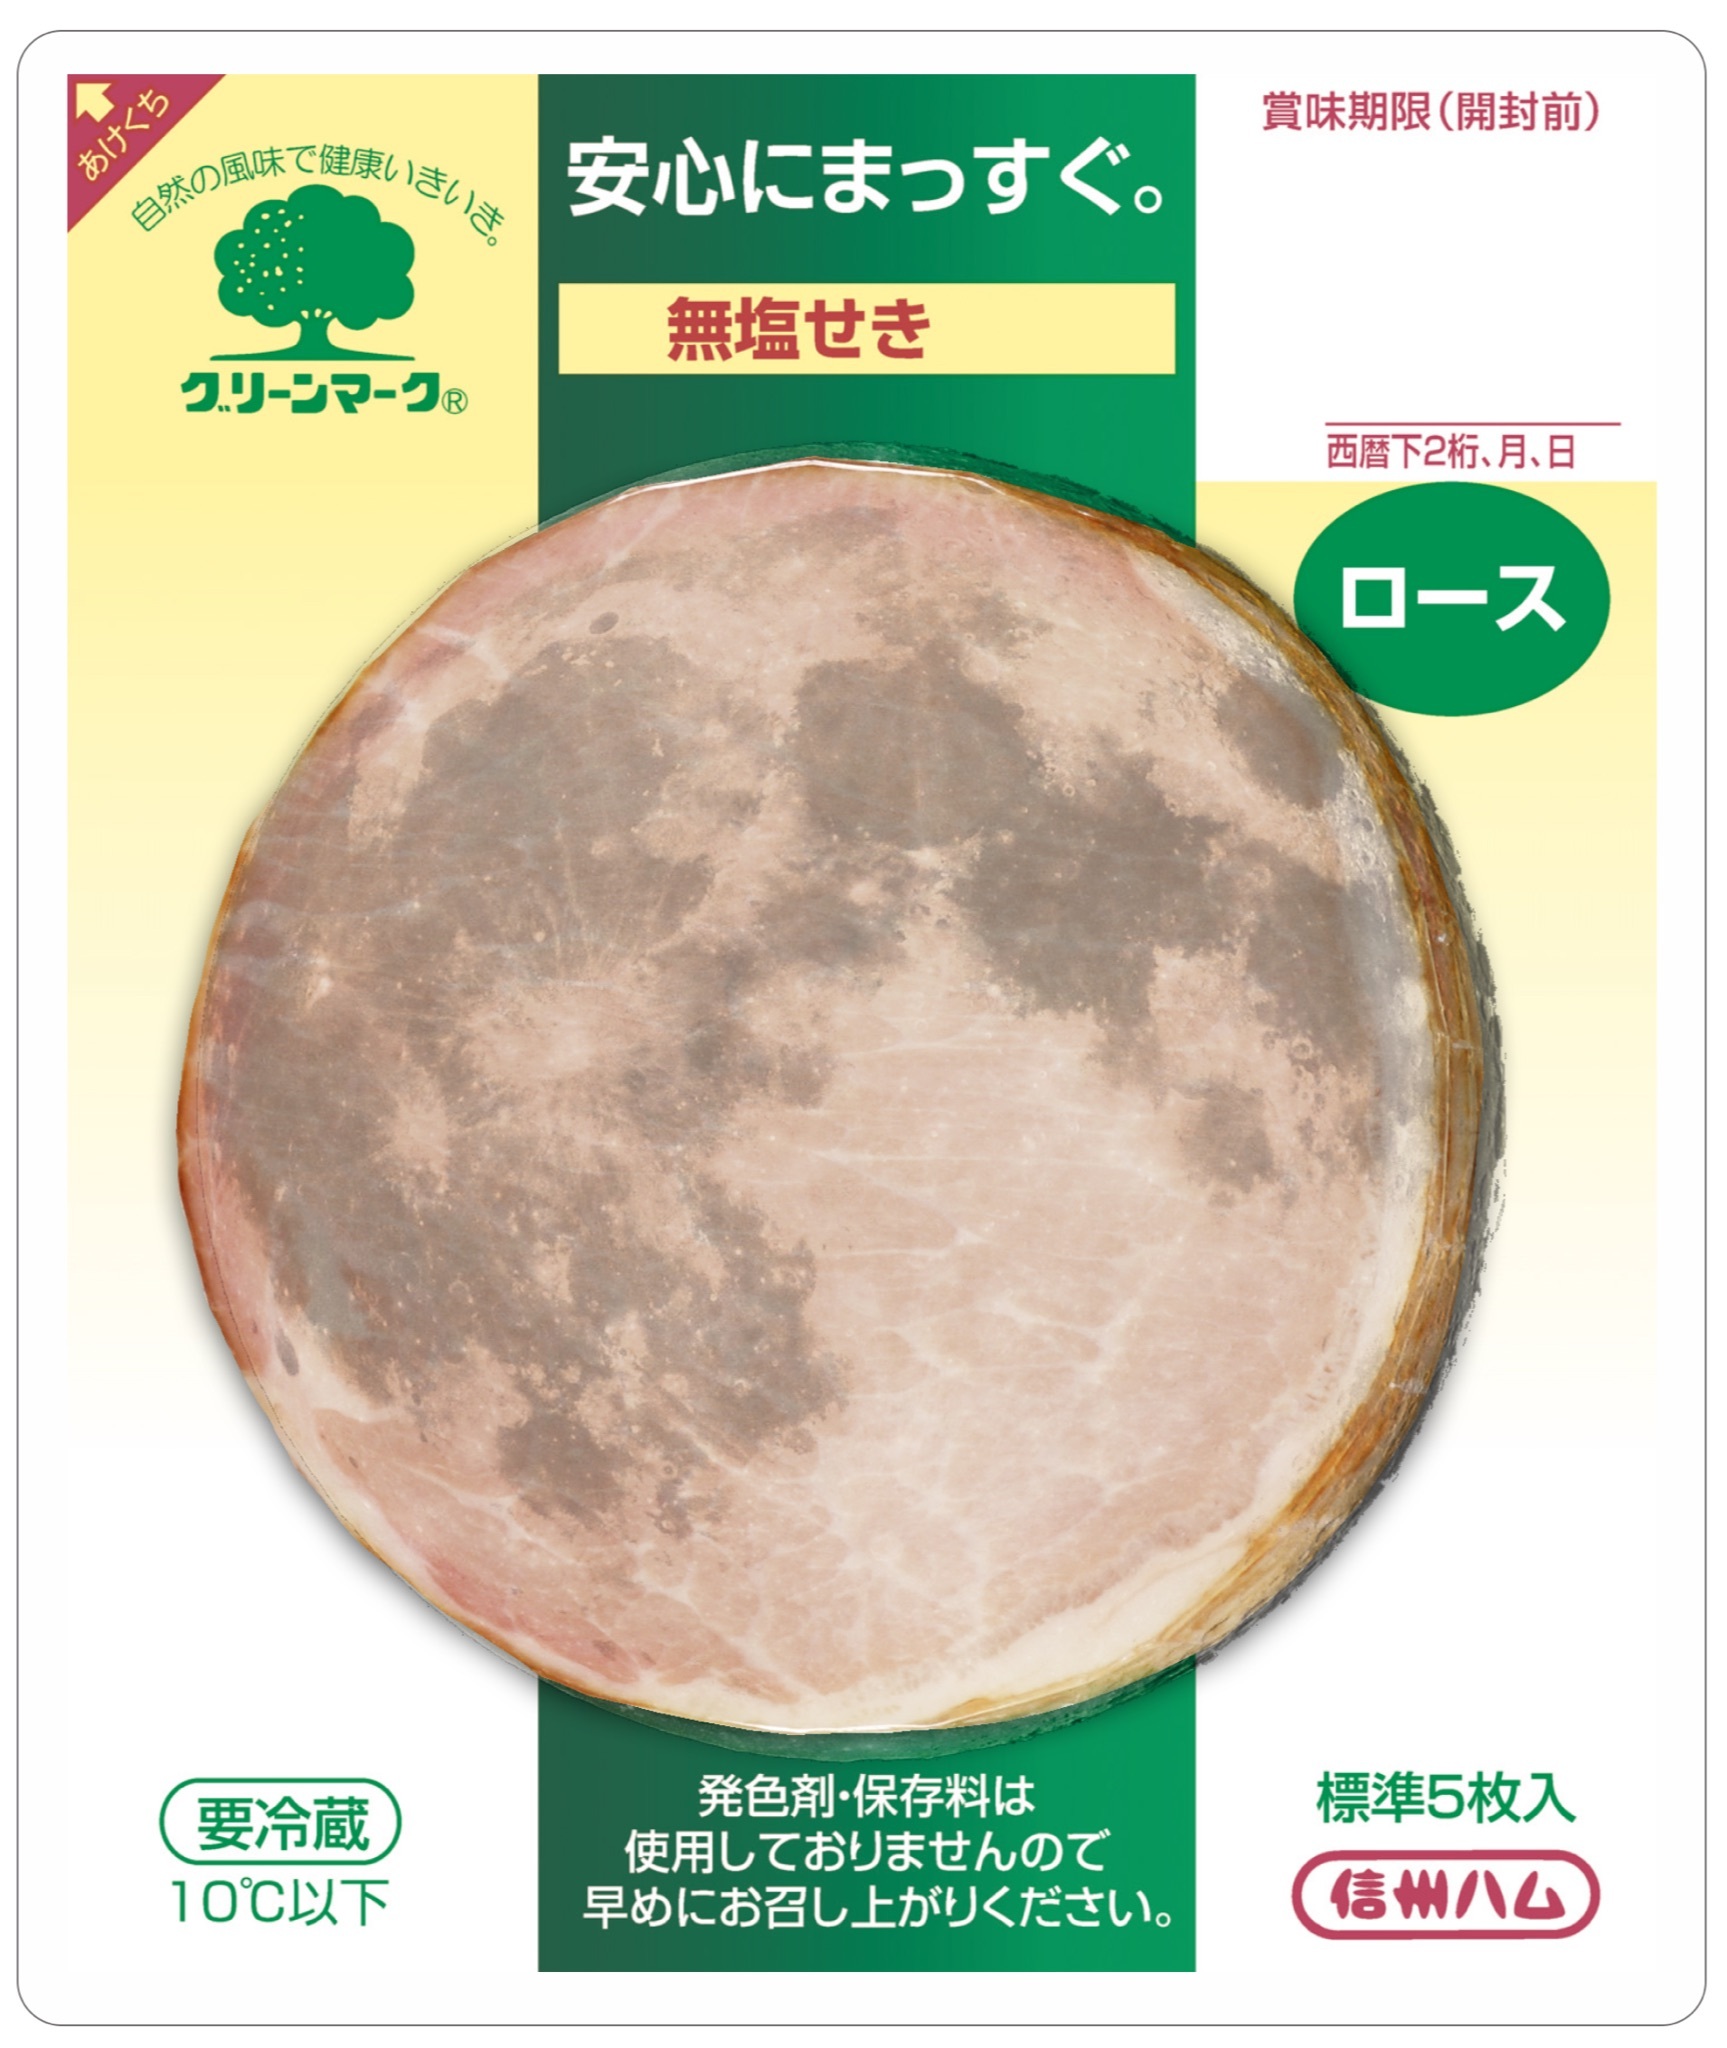 あけぐち
自然の風味で健康いきいき。
グリーンマーク®
安心にまっすぐ。
無塩せき
賞味期限（開封前）
西暦下2桁、月、日
ロース
要冷蔵
10℃以下
発色剤・保存料は
使用しておりませんので
早めにお召し上がりください。
標準5枚入
信州ハム